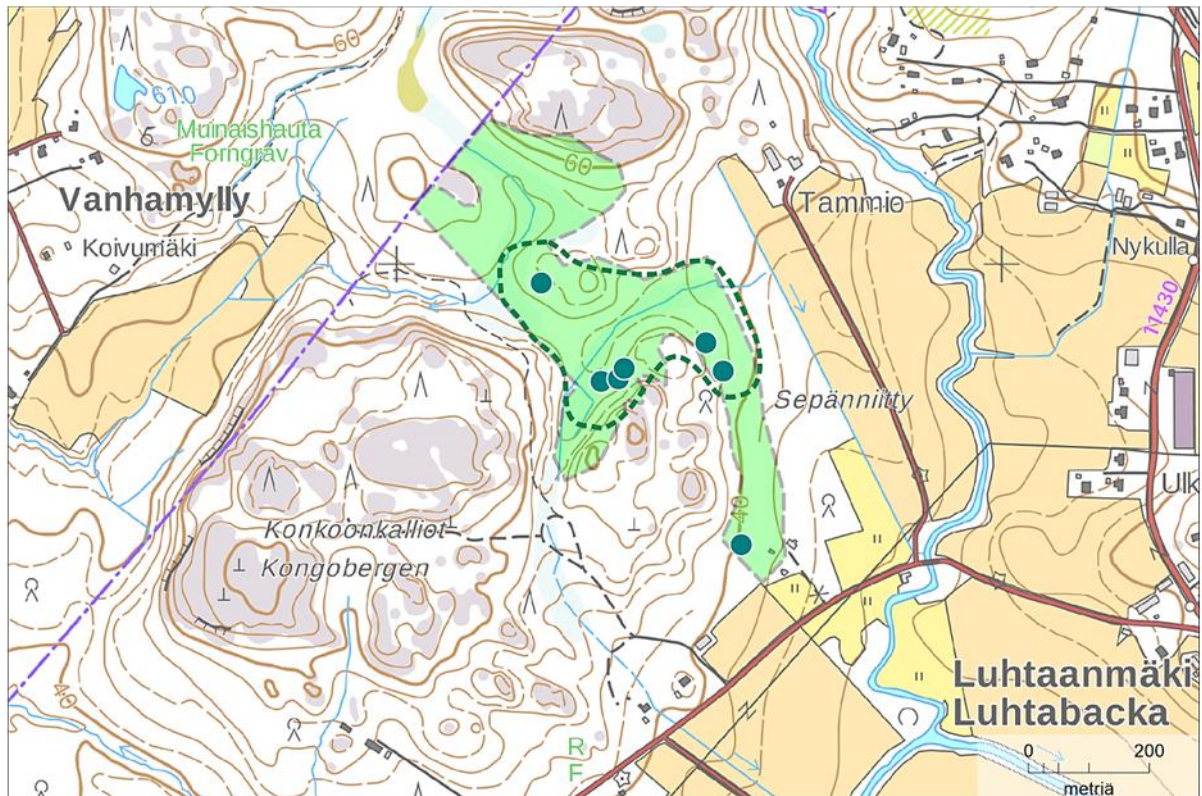 60
61.0
Muinaishauta
Forngrav
60
Vanhamylly
Tammio
Koivumäki
Nykulla
11430
Sepänniitty
Ulk
40
Konkoonkalliot
Kongobergen
40
Luhtaanmäki
Luhtabacka
R
F
0 200
metriä